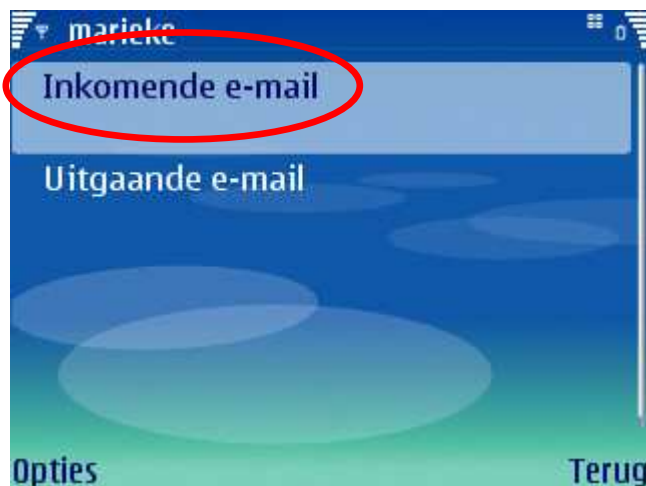 marieke
Inkomende e-mail
Uitgaande e-mail
Opties
Terug